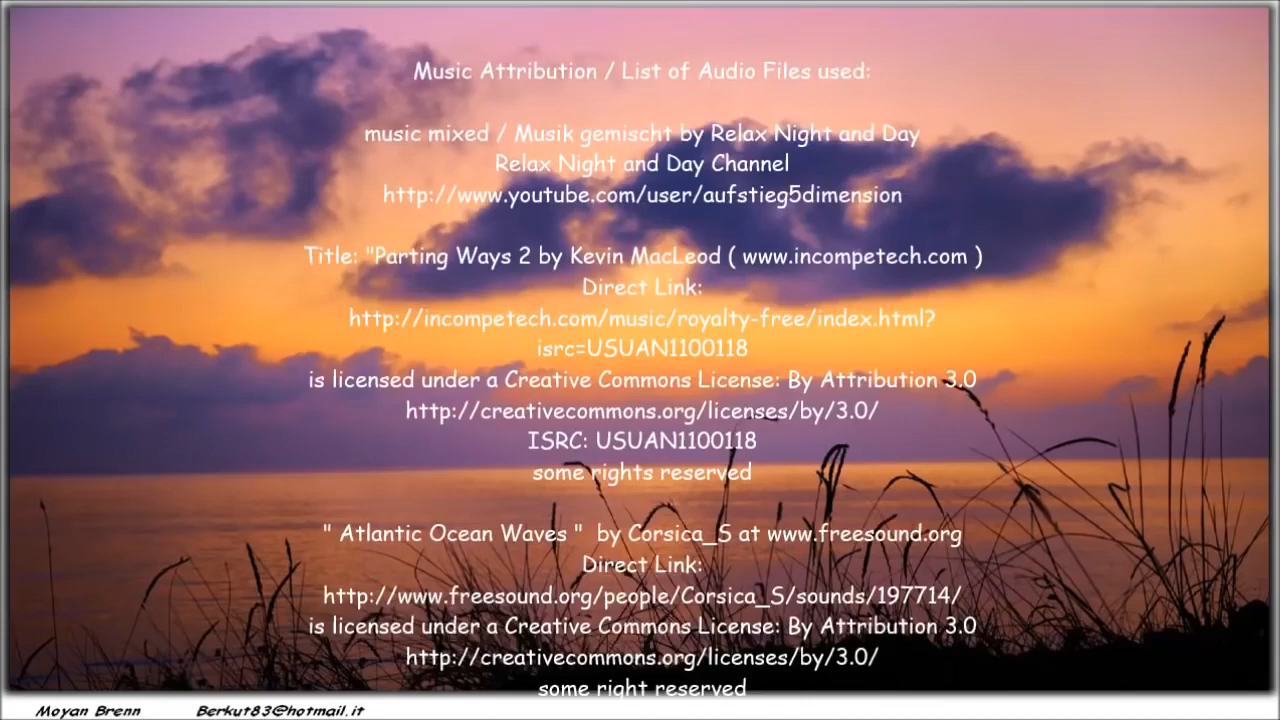 Music Attribution / List of Audio Files used:
music mixed / Musik gemischt by Relax Night and Day
Relax Night and Day Channel
http://www.youtube.com/user/aufstieg5dimension
Title: "Parting Ways 2 by Kevin MacLeod ( www.incompetech.com )
Direct Link:
http://incompetech.com/music/royalty-free/index.html?
isrc=USUAN1100118
is licensed under a Creative Commons License: By Attribution 3.0
http://creativecommons.org/licenses/by/3.0/
ISRC: USUAN1100118
some rights reserved
" Atlantic Ocean Waves "  by Corsica_S at www.freesound.org
Direct Link:
http://www.freesound.org/people/Corsica_S/sounds/197714/
is licensed under a Creative Commons License: By Attribution 3.0
http://creativecommons.org/licenses/by/3.0/
some right reserved
Moyan Brenn Berkut83@hotmail.it